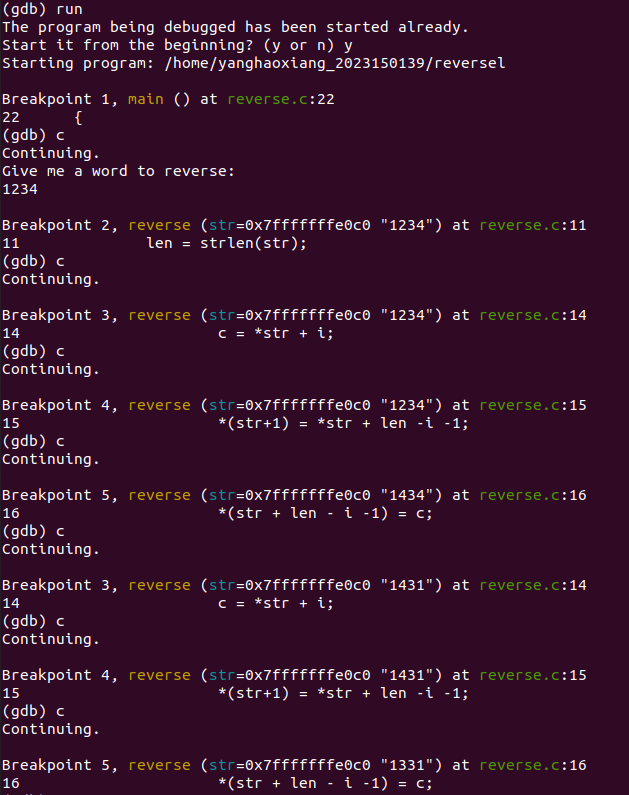 (gdb) run
The program being debugged has been started already.
Start it from the beginning? (y or n) y
Starting program: /home/yanghaoxiang_2023150139/reversel

Breakpoint 1, main () at reverse.c:22
22      {
(gdb) c
Continuing.
Give me a word to reverse:
1234

Breakpoint 2, reverse (str=0x7fffffffe0c0 "1234") at reverse.c:11
11              len = strlen(str);
(gdb) c
Continuing.

Breakpoint 3, reverse (str=0x7fffffffe0c0 "1234") at reverse.c:14
14                      c = *str + i;
(gdb) c
Continuing.

Breakpoint 4, reverse (str=0x7fffffffe0c0 "1234") at reverse.c:15
15                      *(str+1) = *str + len -i -1;
(gdb) c
Continuing.

Breakpoint 5, reverse (str=0x7fffffffe0c0 "1434") at reverse.c:16
16                      *(str + len - i -1) = c;
(gdb) c
Continuing.

Breakpoint 3, reverse (str=0x7fffffffe0c0 "1431") at reverse.c:14
14                      c = *str + i;
(gdb) c
Continuing.

Breakpoint 4, reverse (str=0x7fffffffe0c0 "1431") at reverse.c:15
15                      *(str+1) = *str + len -i -1;
(gdb) c
Continuing.

Breakpoint 5, reverse (str=0x7fffffffe0c0 "1331") at reverse.c:16
16                      *(str + len - i -1) = c;